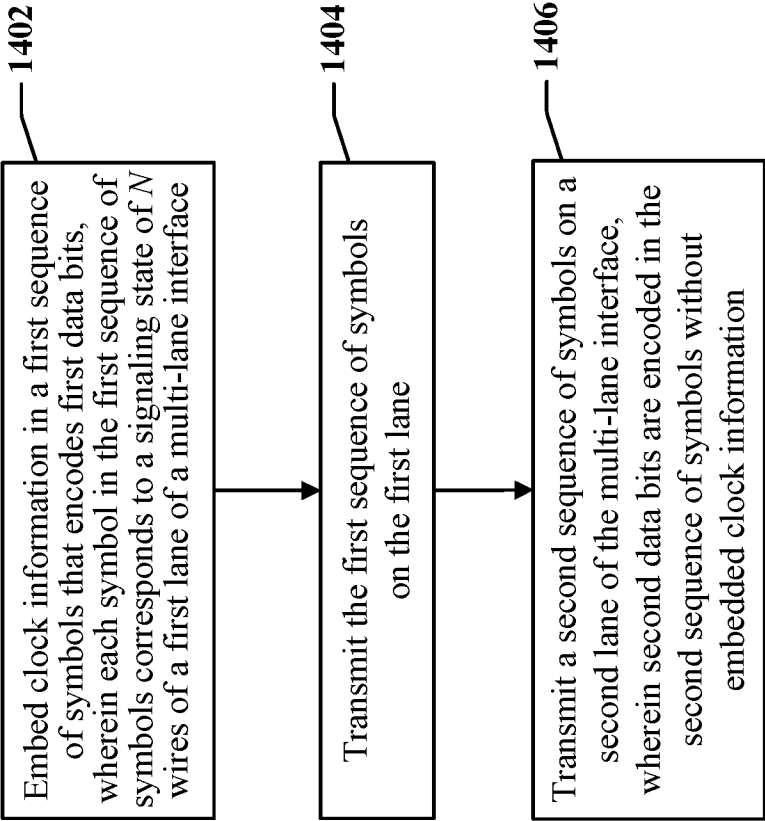 1402
Embed clock information in a first sequence
of symbols that encodes first data bits,
wherein each symbol in the first sequence of
symbols corresponds to a signaling state of N
wires of a first lane of a multi-lane interface
1404
Transmit the first sequence of symbols
on the first lane
1406
Transmit a second sequence of symbols on a
second lane of the multi-lane interface,
wherein second data bits are encoded in the
second sequence of symbols without
embedded clock information